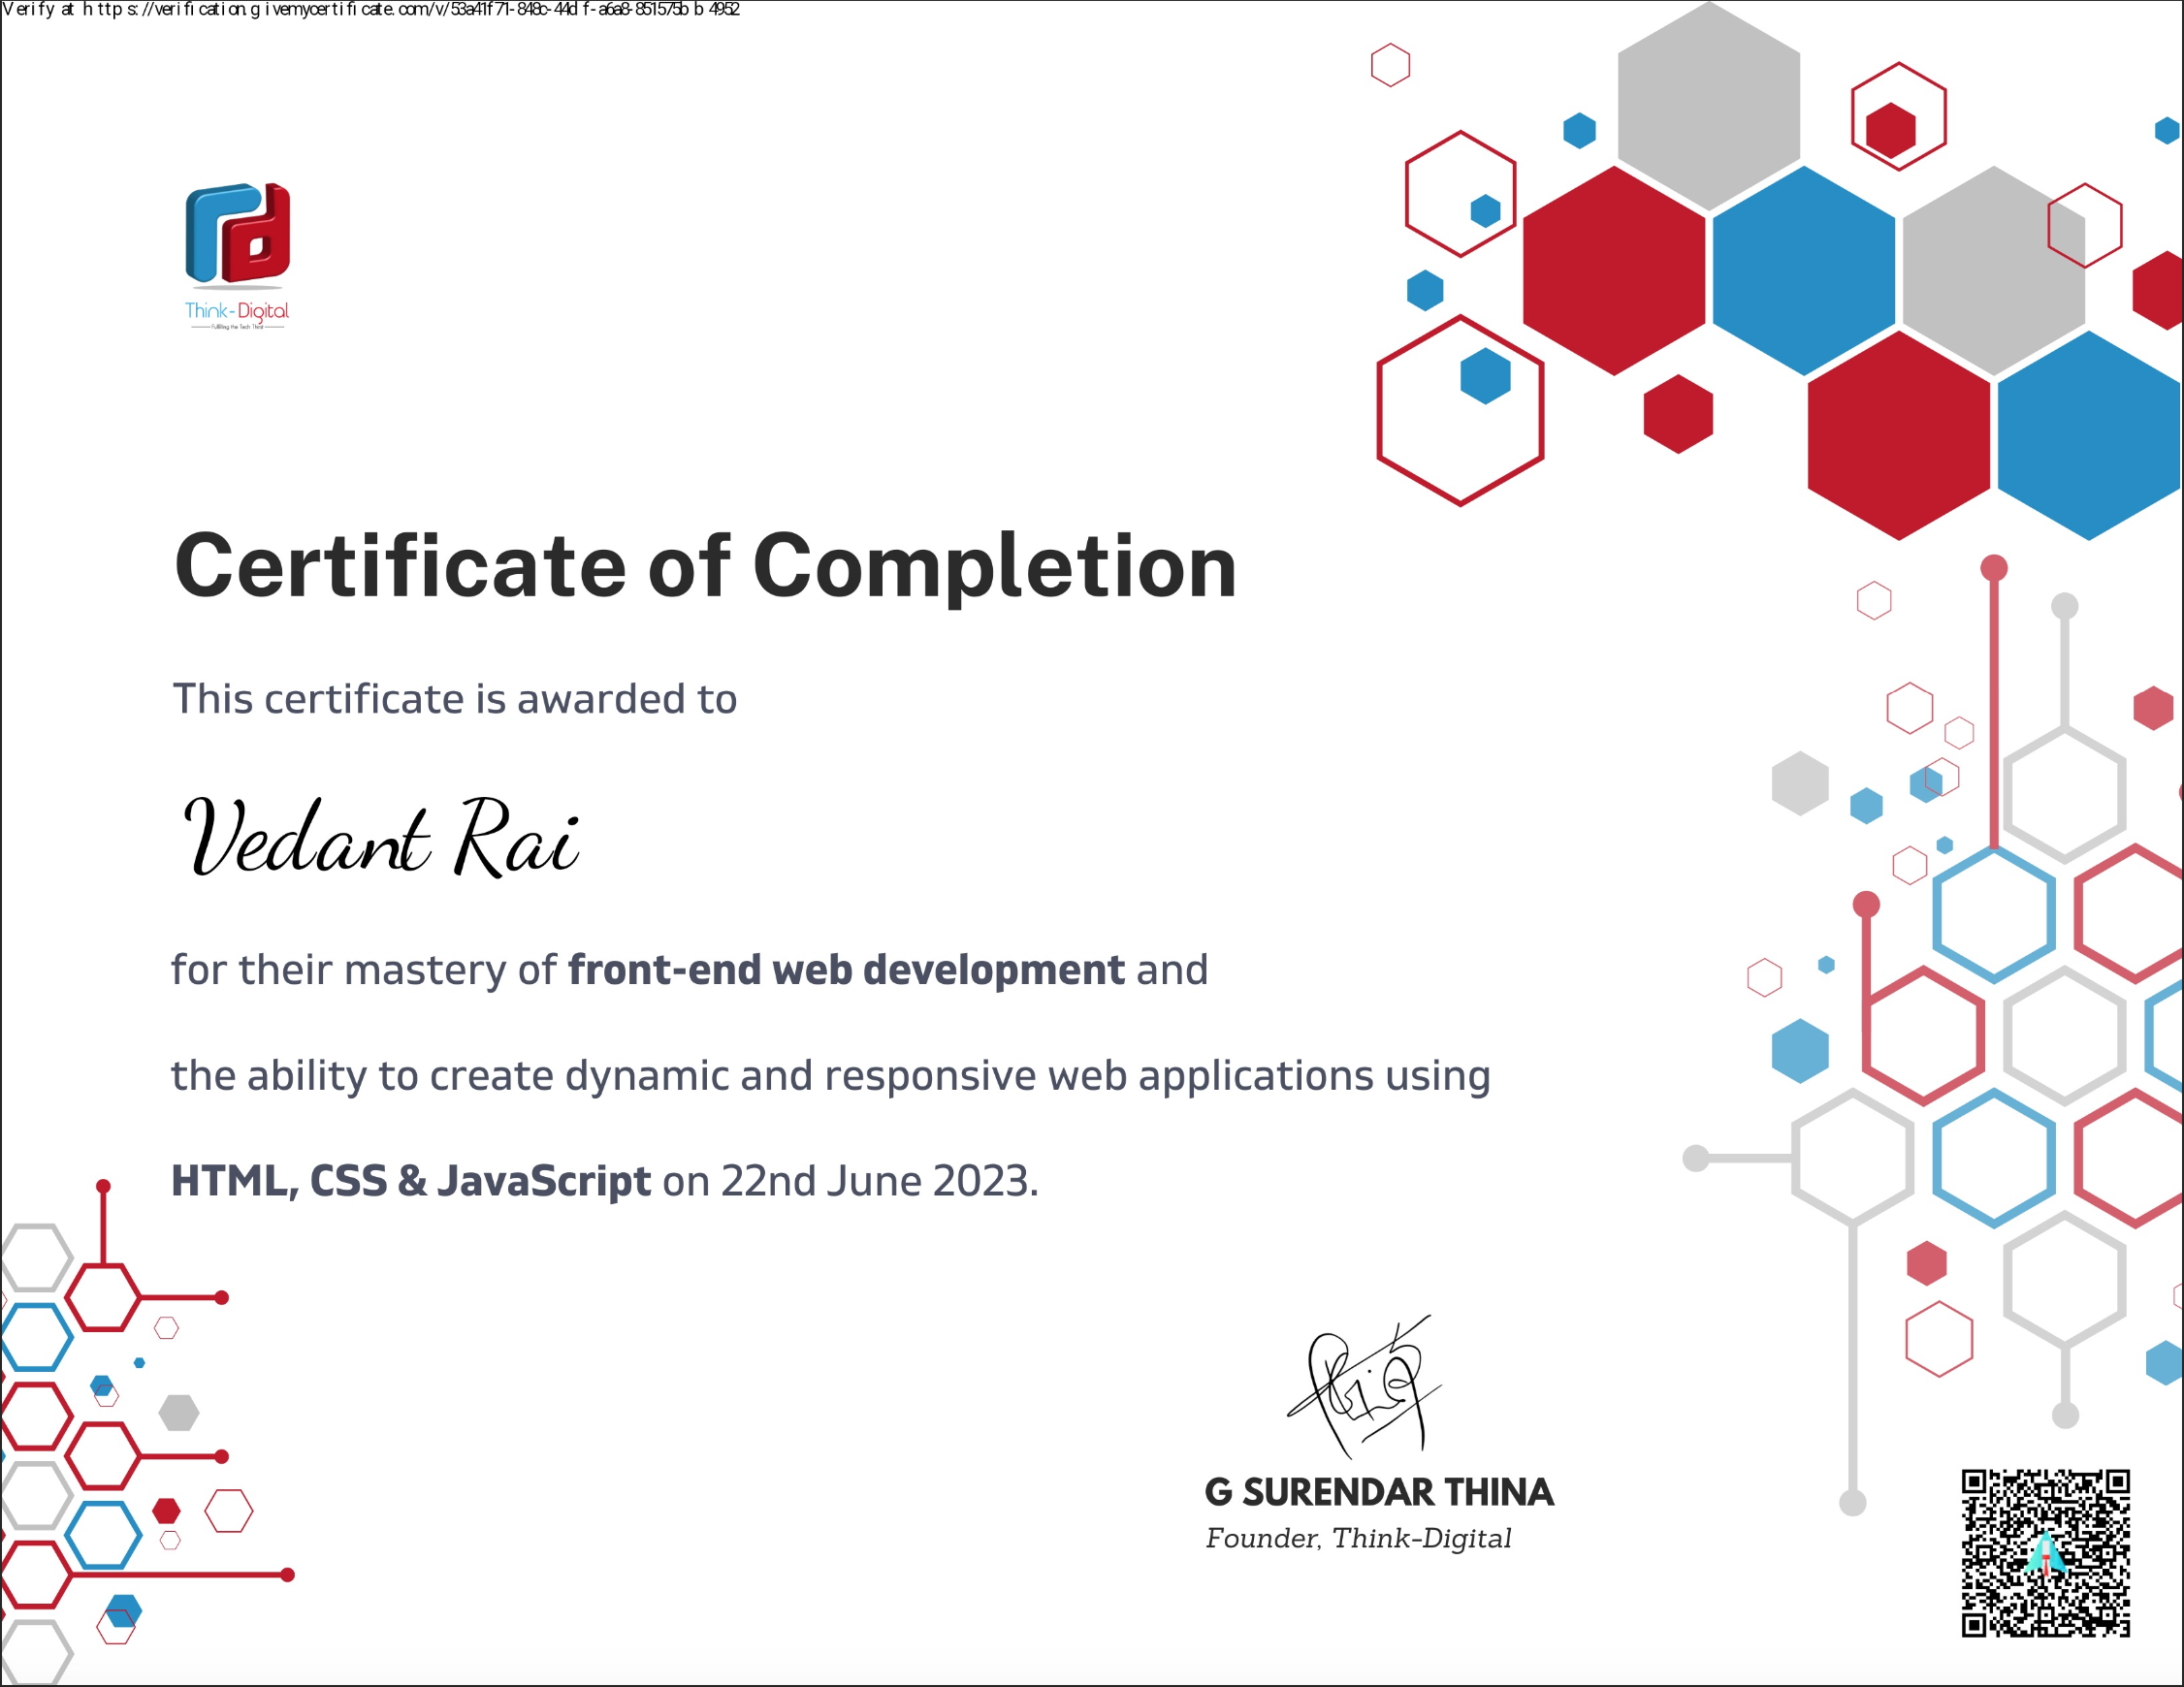 Verify at https://verification.givemycertificate.com/v/53a41f71-848c-44df-a6a8-851575bb4952
Think-Digital
Fulfilling the Tech Thirst
Certificate of Completion
This certificate is awarded to
Vedant Rai
for their mastery of front-end web development and
the ability to create dynamic and responsive web applications using
HTML, CSS & JavaScript on 22nd June 2023.
G SURENDAR THINA
Founder, Think-Digital